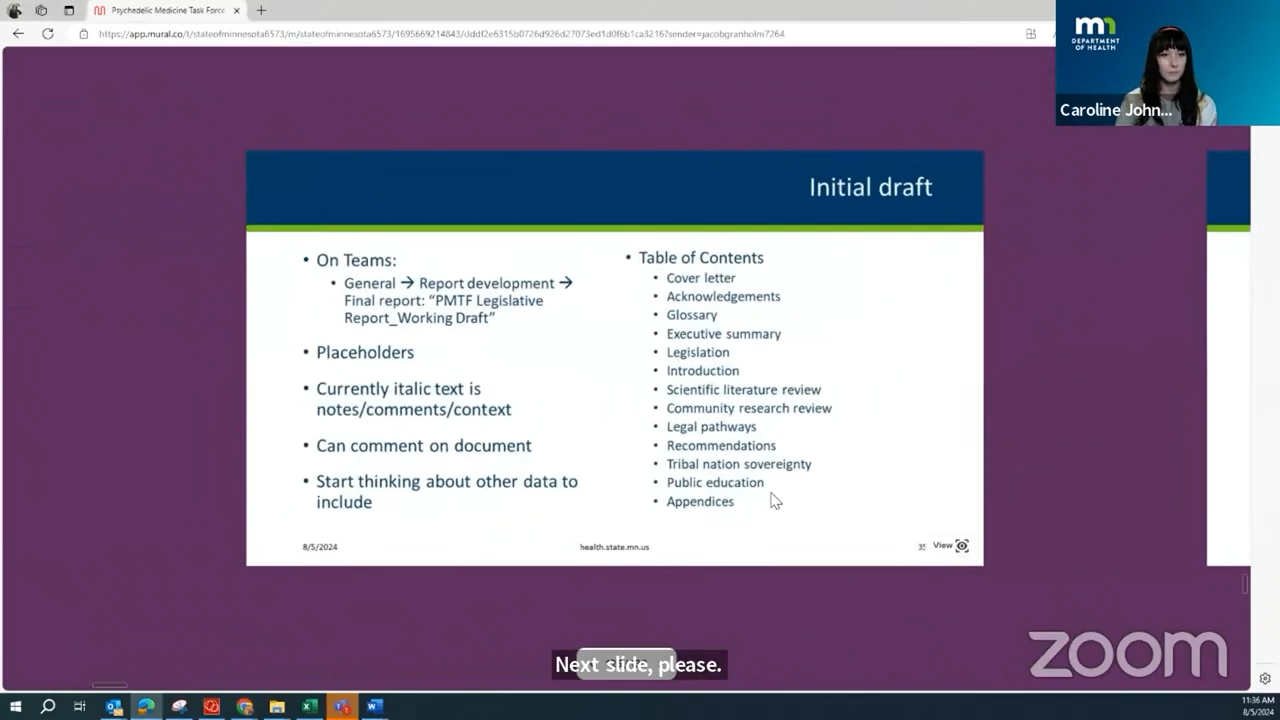 Psychedelic Medicine Task Force
https://app.mural.co/t/stateofminnesota6573/m/stateofminnesota6573/1695669214843/dddf2e6315b0726d926d27073ed1d0f6b1ca3216?sender=jacobgranholm7264
mn
DEPARTMENT
OF HEALTH
Caroline John...
Initial draft
• On Teams:
• General → Report development →
Final report: “PMTF Legislative
Report_Working Draft”
• Placeholders
• Currently italic text is
notes/comments/context
• Can comment on document
• Start thinking about other data to
include
• Table of Contents
• Cover letter
• Acknowledgements
• Glossary
• Executive summary
• Legislation
• Introduction
• Scientific literature review
• Community research review
• Legal pathways
• Recommendations
• Tribal nation sovereignty
• Public education
• Appendices
8/5/2024
health.state.mn.us
35
View
Next slide, please.
zoom
11:36 AM
8/5/2024